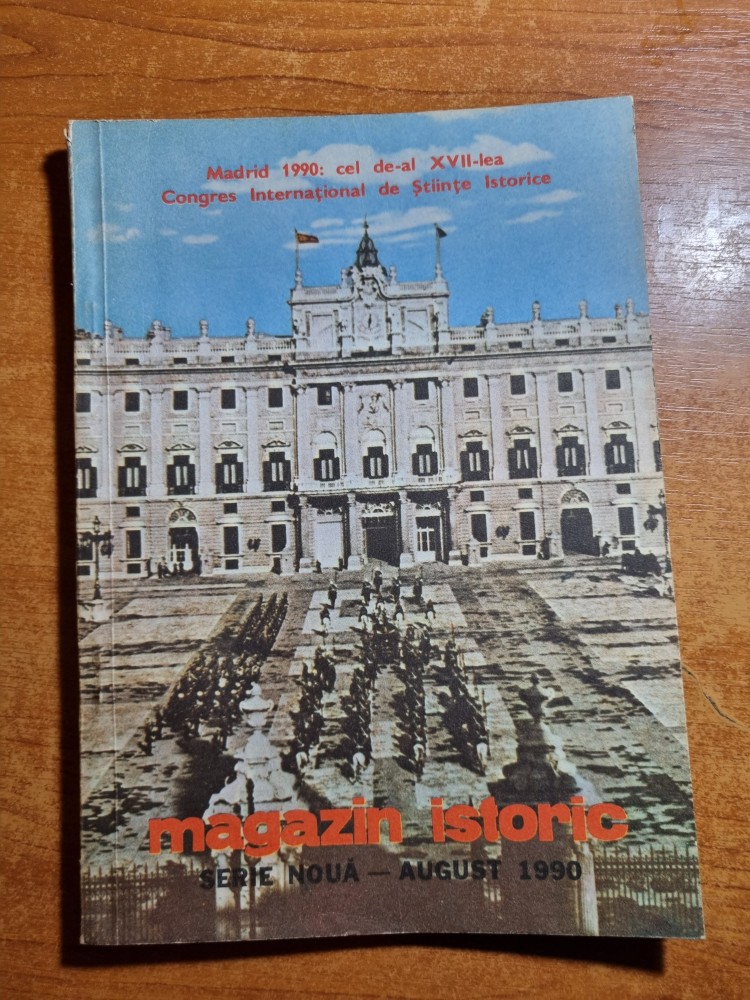 Madrid 1990: cel de-al XVII-lea
Congres Internațional de Științe Istorice
magazin istoric
SERIE NOUĂ — AUGUST 1990